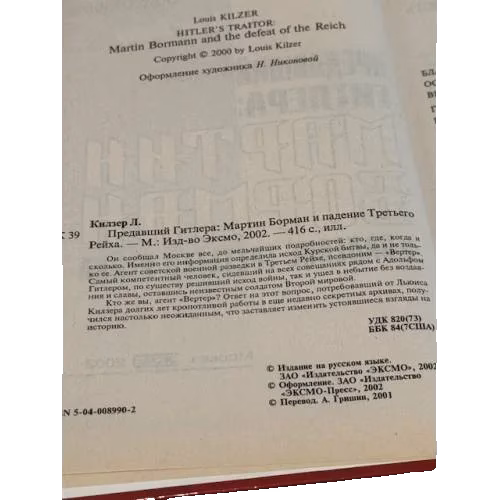 Louis KILZER
HITLER'S TRAITOR:
Martin Bormann and the defeat of the Reich
Copyright © 2000 by Louis Kilzer
Оформление художника Н. Никоновой
Килзер Л.
К 39 Предавший Гитлера: Мартин Борман и падение Третьего
Рейха. — М.: Изд-во Эксмо, 2002. — 416 с., илл.
Он сообщал Москве все, до мельчайших подробностей: кто, где, когда и
сколько. Именно его информация определила исход Курской битвы, да и не толь-
ко ее. Агент советской военной разведки в Третьем Рейхе, псевдоним — «Вертер».
Самый компетентный человек, сидевший на всех совещаниях рядом с Адольфом
Гитлером, по существу решивший исход войны, так и ушел в небытие без воздая-
ния и славы, оставшись неизвестным солдатом Второй мировой.
Кто же вы, агент «Вертер»? Ответ на этот вопрос, потребовавший от Льюиса
Килзера долгих лет кропотливой работы в еще недавно секретных архивах, полу-
чился настолько неожиданным, что заставляет изменить устоявшиеся взгляды на
историю.
УДК 820(73)
ББК 84(7США)
© Издание на русском языке.
ЗАО «Издательство «ЭКСМО», 2002
© Оформление. ЗАО «Издательство
«ЭКСМО-Пресс», 2002
© Перевод. А. Гришин, 2001
N 5-04-008990-2